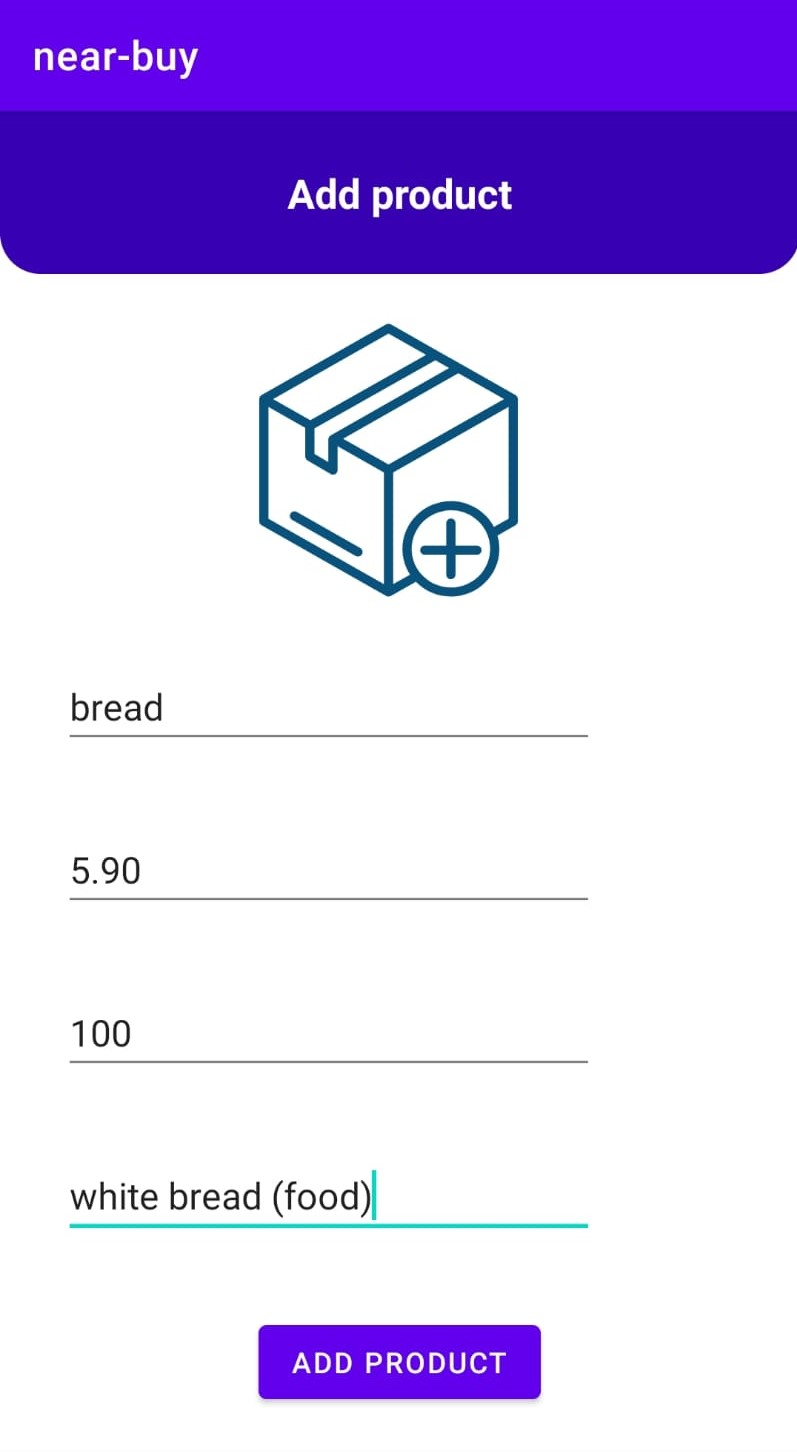 near-buy
Add product
bread
5.90
100
white bread (food)
ADD PRODUCT